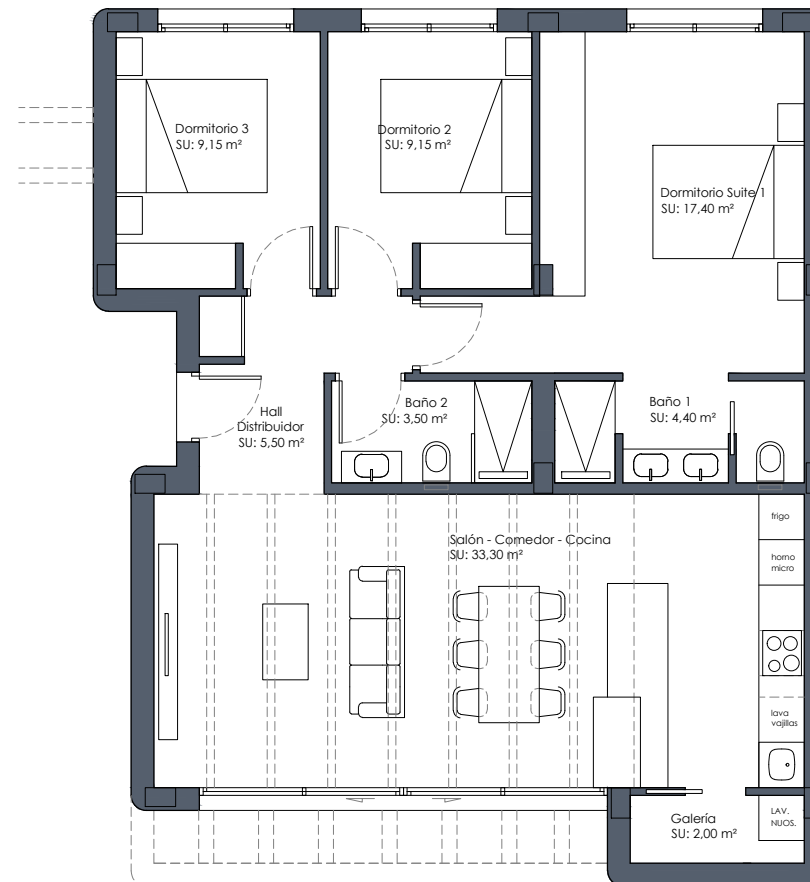 Dormitorio 3
SU: 9,15 m²
Dormitorio 2
SU: 9,15 m²
Dormitorio Suite 1
SU: 17,40 m²
Hall
Distribuidor
SU: 5,50 m²
Baño 2
SU: 3,50 m²
Baño 1
SU: 4,40 m²
Salón - Comedor - Cocina
SU: 33,30 m²
frigo
horno
micro
lava
vajillas
Galería
SU: 2,00 m²
LAV.
NUOS.